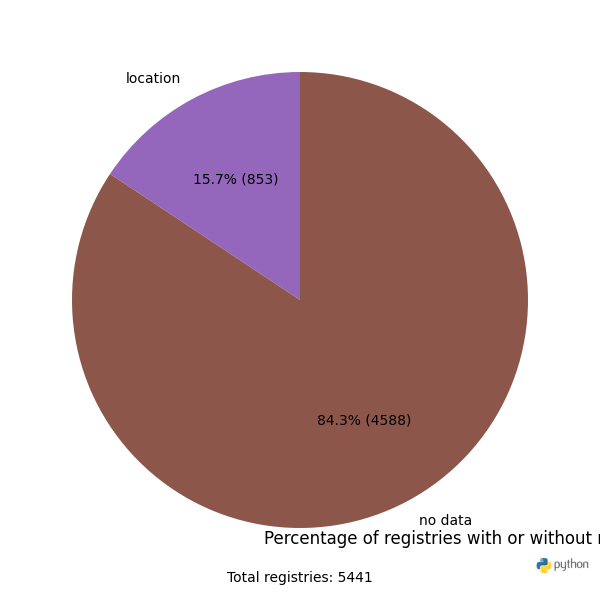 location
15.7% (853)
84.3% (4588)
no data
Percentage of registries with or without
python
Total registries: 5441